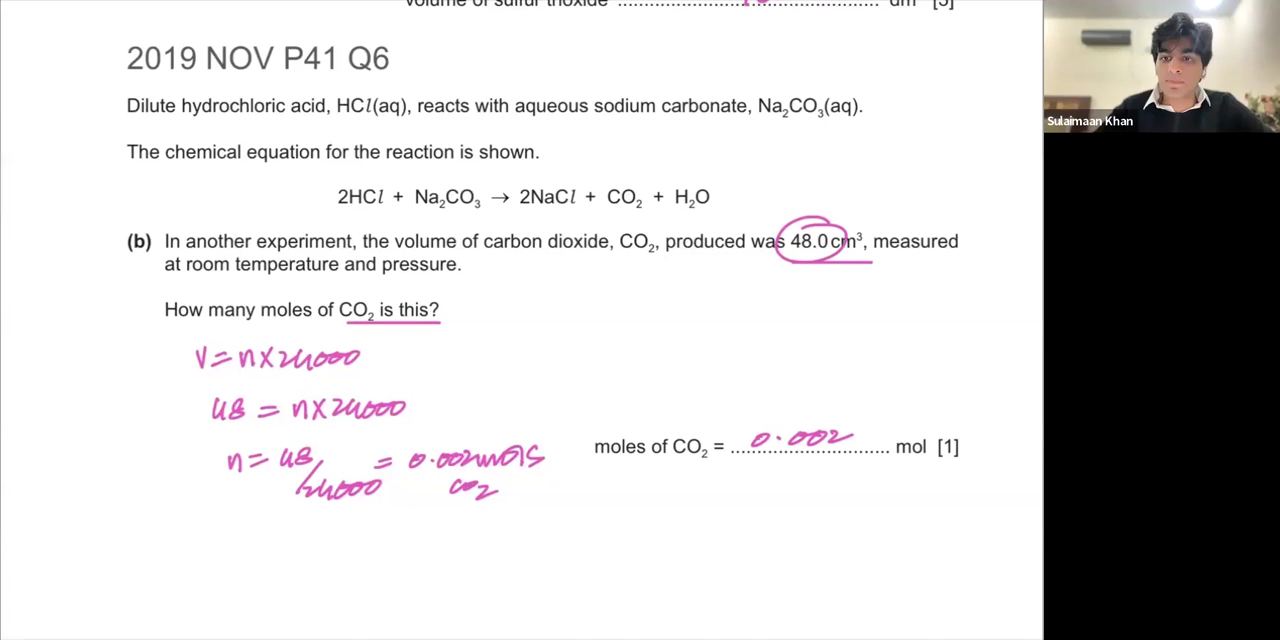 volume of sulfur trioxide ........................................ dm [3]
2019 NOV P41 Q6
Dilute hydrochloric acid, HCl(aq), reacts with aqueous sodium carbonate, Na₂CO₃(aq).
The chemical equation for the reaction is shown.
2HCl + Na₂CO₃ → 2NaCl + CO₂ + H₂O
(b) In another experiment, the volume of carbon dioxide, CO₂, produced was 48.0 cm³, measured
at room temperature and pressure.
How many moles of CO₂ is this?
V = n × 24000
48 = n × 24000
n = 48/24000 = 0.002 mols CO2
moles of CO₂ = 0.002 mol [1]
Sulaimaan Khan